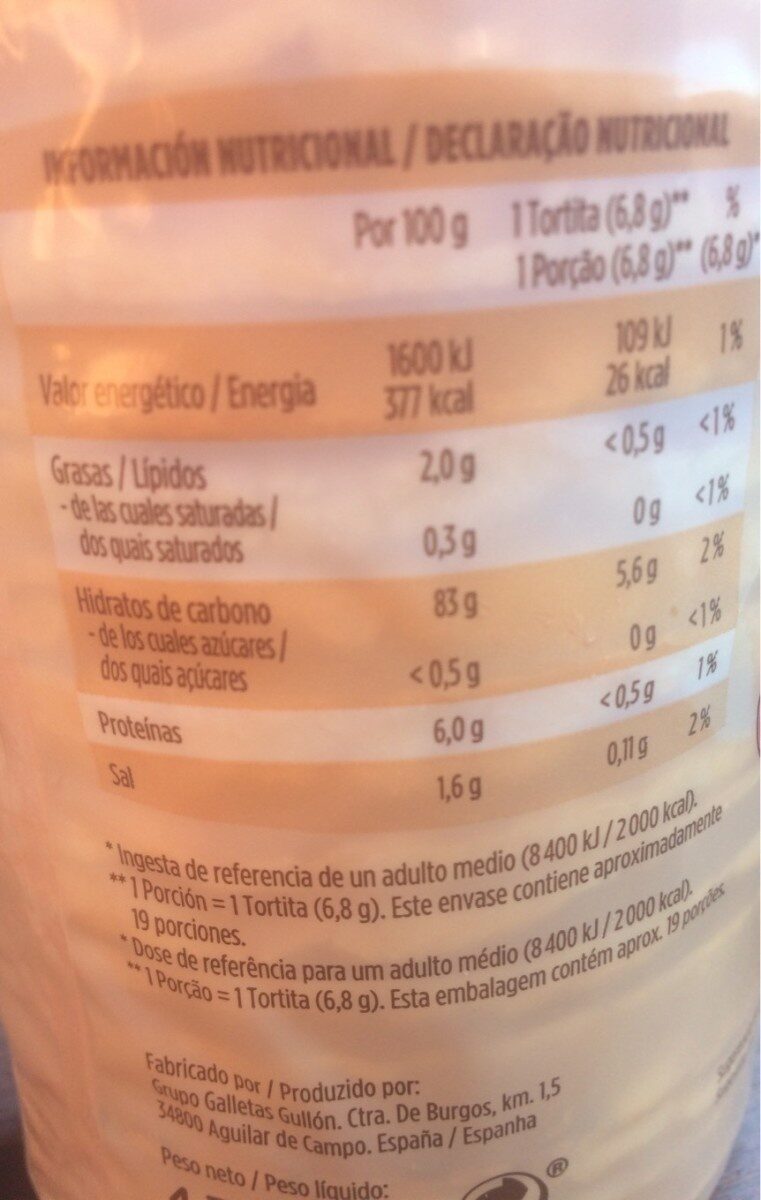 INFORMACIÓN NUTRICIONAL / DECLARAÇÃO NUTRICIONAL
Por 100 g 1 Tortita (6,8 g)** %
1 Porção (6,8 g)** (6,8 g)*
Valor energético / Energia 1600 kJ 109 kJ 1%
377 kcal 26 kcal
Grasas / Lípidos 2,0 g <0,5 g <1%
- de las cuales saturadas /
dos quais saturados 0,3 g 0 g <1%
Hidratos de carbono 83 g 5,6 g 2%
- de los cuales azúcares /
dos quais açúcares <0,5 g 0 g <1%
Proteínas 6,0 g <0,5 g 1%
Sal 1,6 g 0,11 g 2%
* Ingesta de referencia de un adulto medio (8 400 kJ / 2 000 kcal).
** 1 Porción = 1 Tortita (6,8 g). Este envase contiene aproximadamente
19 porciones.
* Dose de referência para um adulto médio (8 400 kJ / 2 000 kcal).
** 1 Porção = 1 Tortita (6,8 g). Esta embalagem contém aprox. 19 porções.
Fabricado por / Produzido por:
Grupo Galletas Gullón. Ctra. De Burgos, km. 1,5
34800 Aguilar de Campo. España / Espanha
Peso neto / Peso líquido:
®